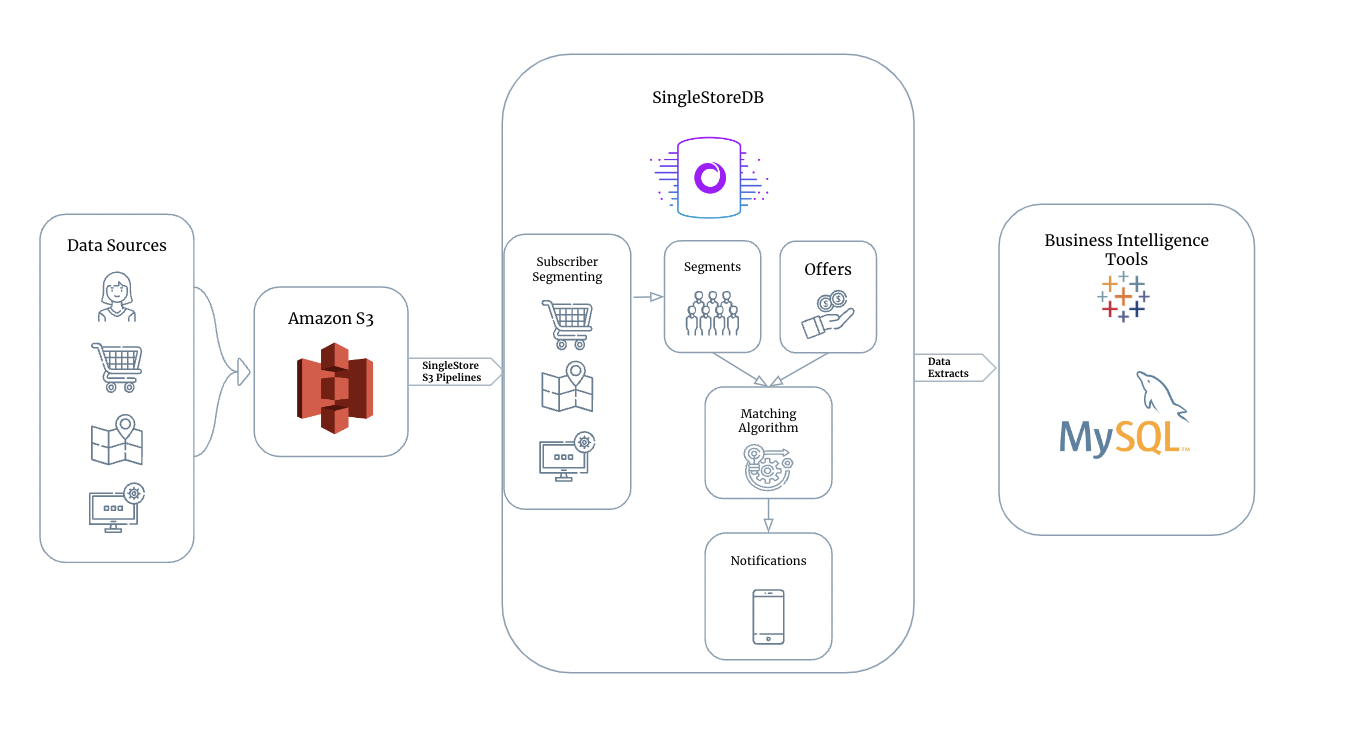 SingleStoreDB
Data Sources
Amazon S3
SingleStore
S3 Pipelines
Subscriber
Segmenting
Segments
Offers
Matching
Algorithm
Notifications
Data
Extracts
Business Intelligence
Tools
MySQL™